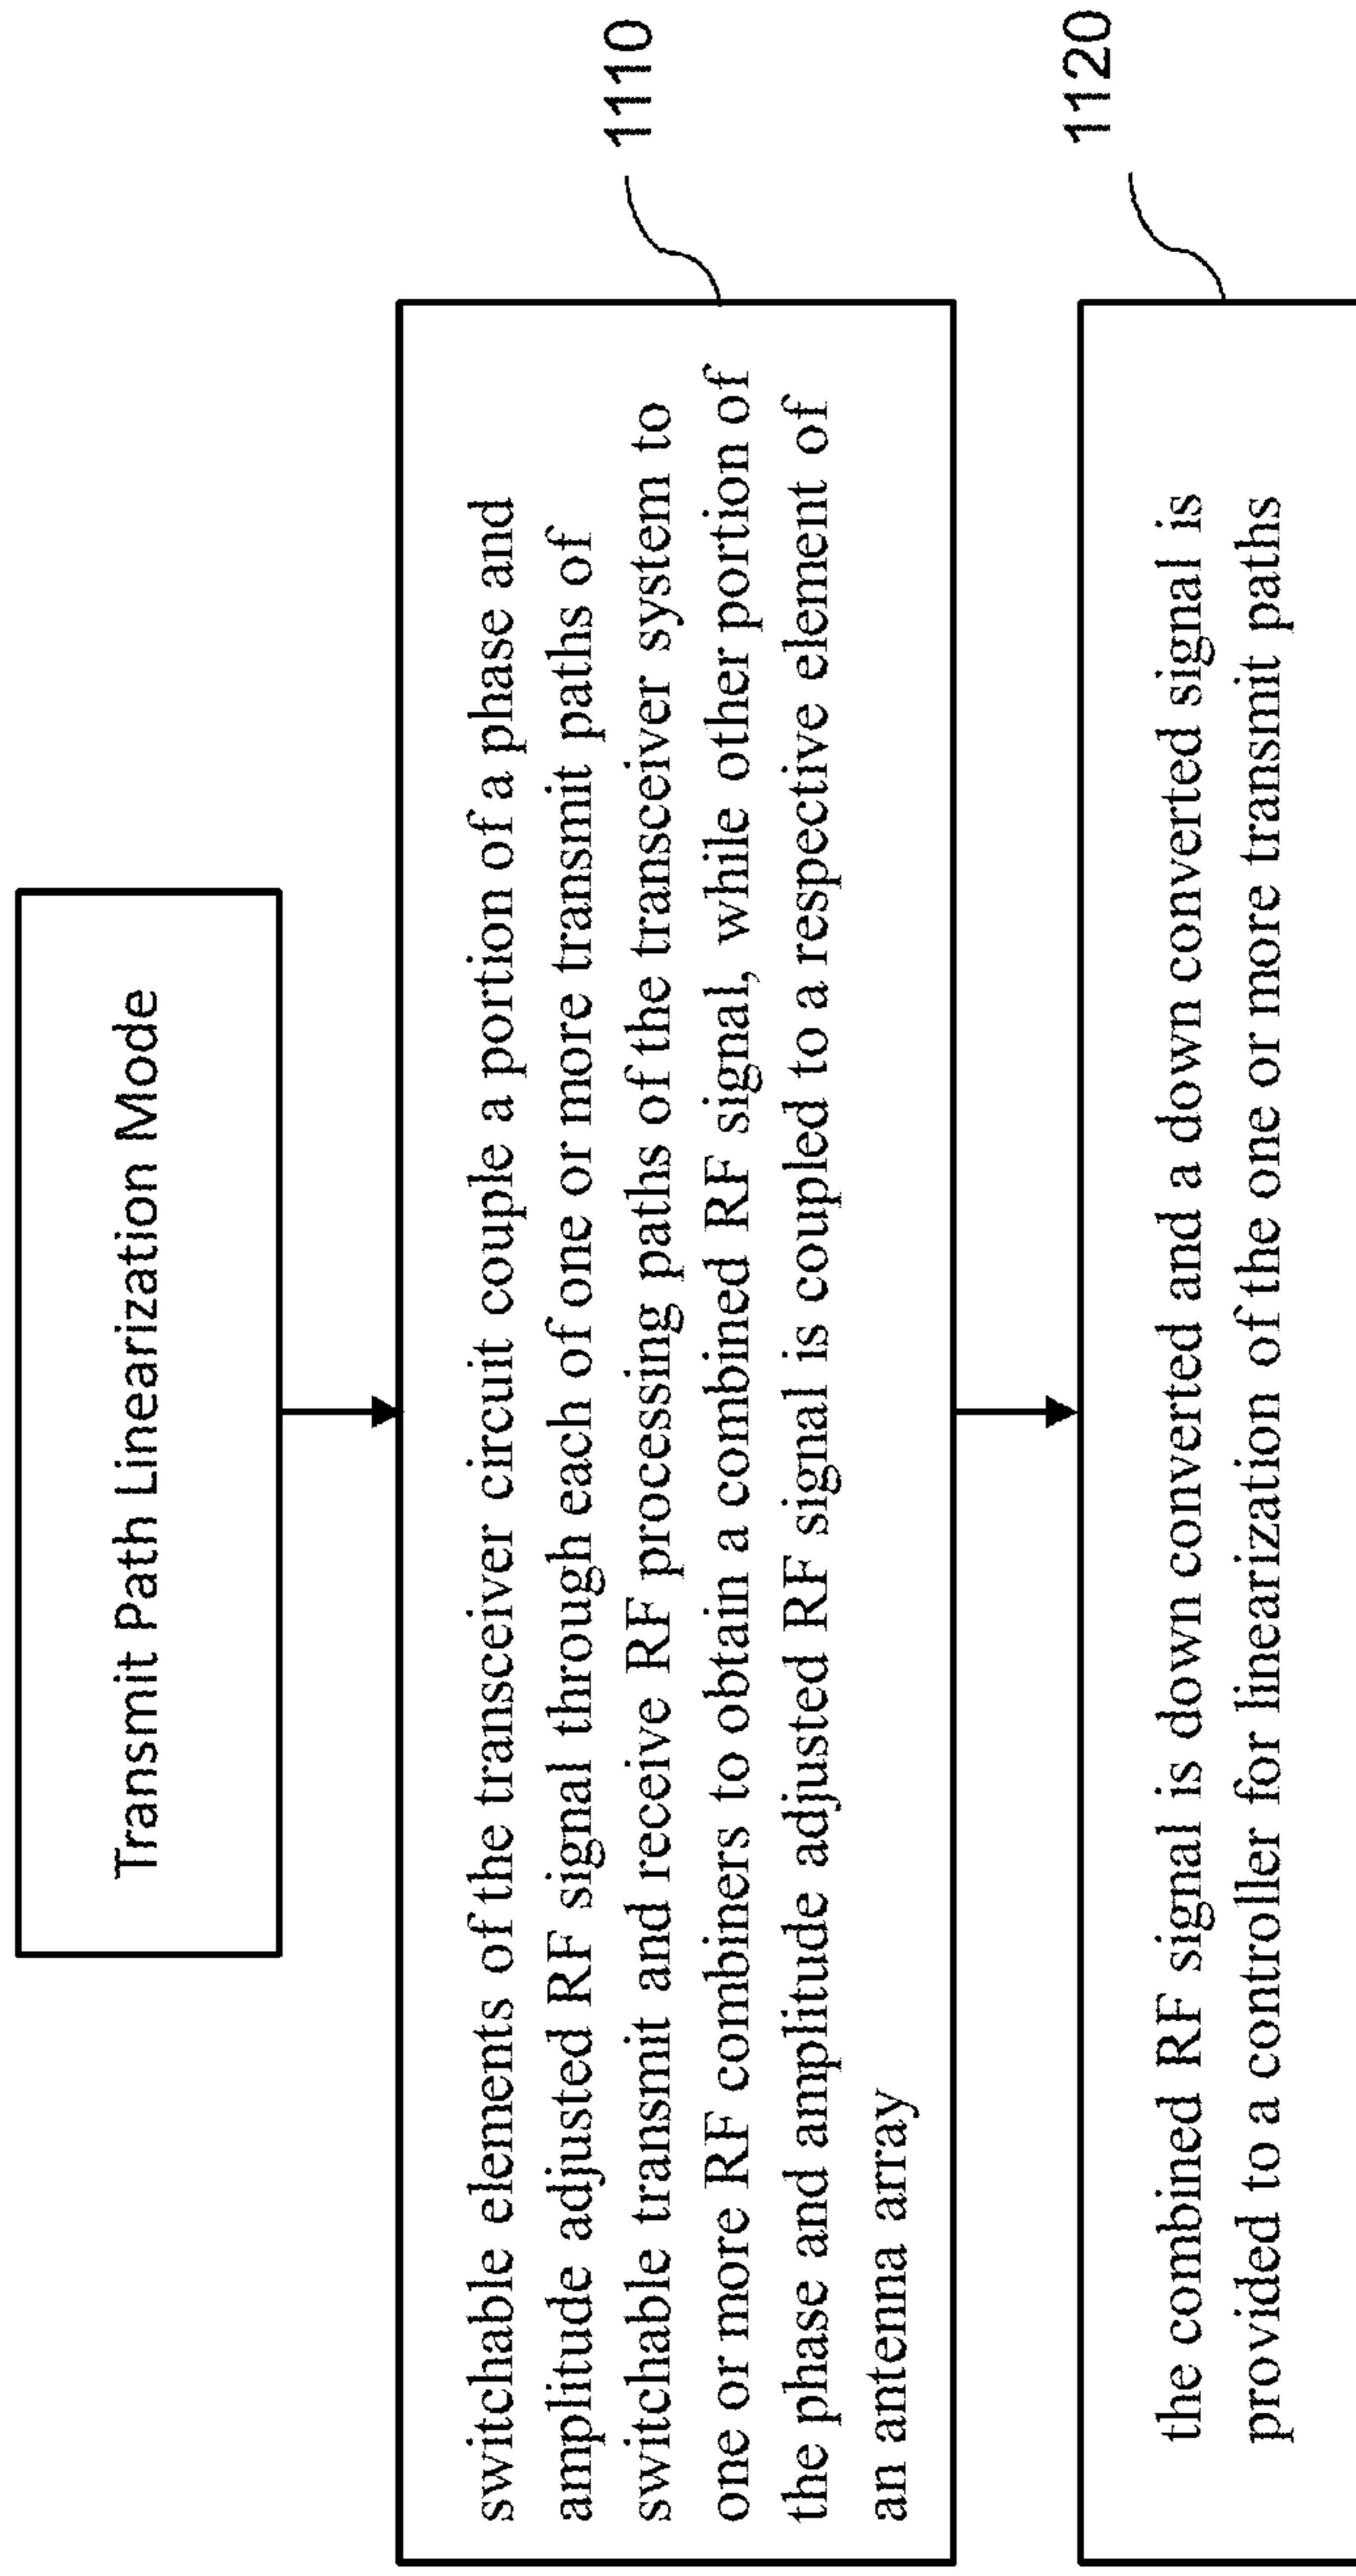 Transmit Path Linearization Mode
switchable elements of the transceiver circuit couple a portion of a phase and
amplitude adjusted RF signal through each of one or more transmit paths of
switchable transmit and receive RF processing paths of the transceiver system to
one or more RF combiners to obtain a combined RF signal, while other portion of
the phase and amplitude adjusted RF signal is coupled to a respective element of
an antenna array
1110
the combined RF signal is down converted and a down converted signal is
provided to a controller for linearization of the one or more transmit paths
1120